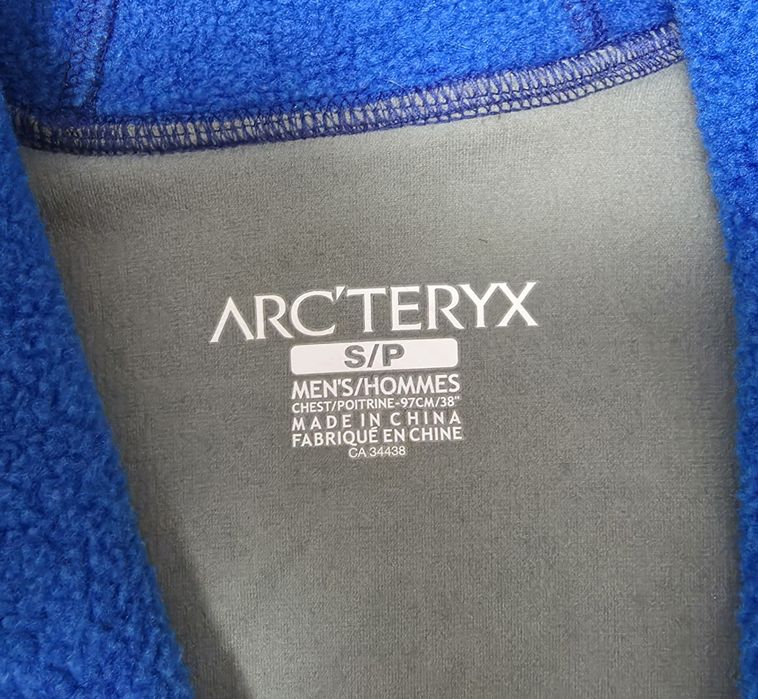 ARC'TERYX
S/P
MEN'S/HOMMES
CHEST/POITRINE-97CM/38"
MADE IN CHINA
FABRIQUÉ EN CHINE
CA 34438